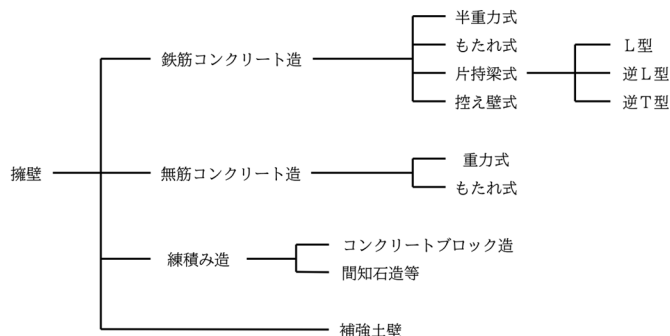 半重力式
もたれ式
鉄筋コンクリート造
片持梁式
控え壁式
Ｌ型
逆Ｌ型
逆Ｔ型
擁壁
無筋コンクリート造
重力式
もたれ式
練積み造
コンクリートブロック造
間知石造等
補強土壁